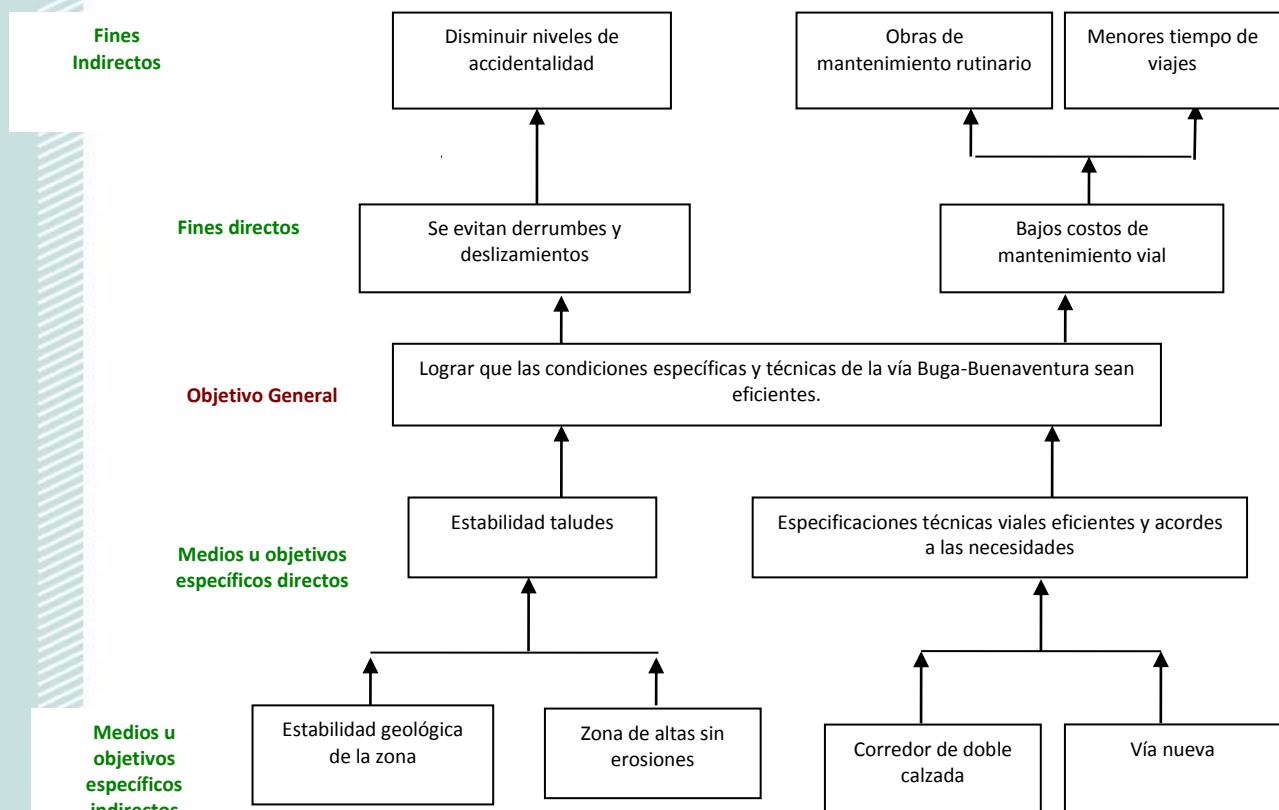 Fines
Indirectos
Disminuir niveles de
accidentalidad
Obras de
mantenimiento rutinario
Menores tiempo de
viajes
Fines directos
Se evitan derrumbes y
deslizamientos
Bajos costos de
mantenimiento vial
Objetivo General
Lograr que las condiciones específicas y técnicas de la vía Buga-Buenaventura sean
eficientes.
Medios u objetivos
específicos directos
Estabilidad taludes
Especificaciones técnicas viales eficientes y acordes
a las necesidades
Medios u
objetivos
específicos
indirectos
Estabilidad geológica
de la zona
Zona de altas sin
erosiones
Corredor de doble
calzada
Vía nueva